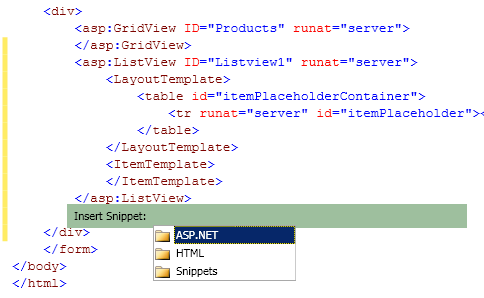 <div>
<asp:GridView ID="Products" runat="server">
</asp:GridView>
<asp:ListView ID="Listview1" runat="server">
<LayoutTemplate>
<table id="itemPlaceholderContainer">
<tr runat="server" id="itemPlaceholder"><
</table>
</LayoutTemplate>
<ItemTemplate>
</ItemTemplate>
</asp:ListView>
Insert Snippet:
</div>
ASP.NET
</form>
HTML
</body>
Snippets
</html>